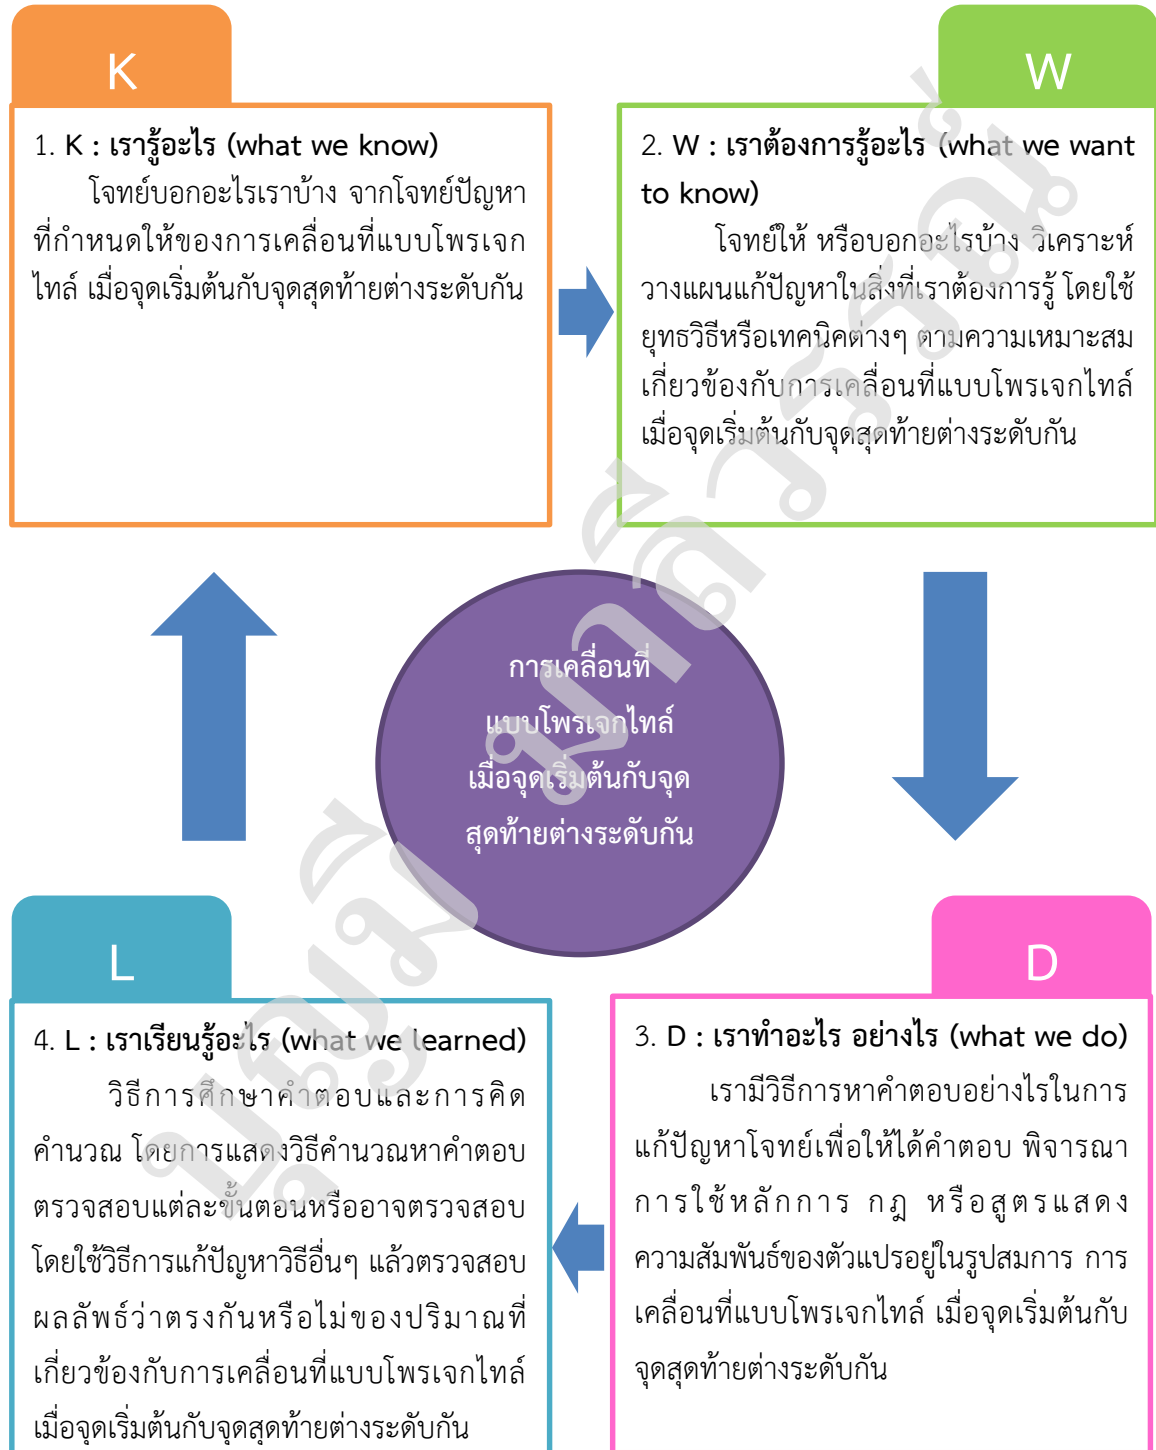 K
1. K : เรารู้อะไร (what we know)
โจทย์บอกอะไรเราบ้าง จากโจทย์ปัญหา
ที่กำหนดให้ของการเคลื่อนที่แบบโพรเจก
ไทล์ เมื่อจุดเริ่มต้นกับจุดสุดท้ายต่างระดับกัน
W
2. W : เราต้องการรู้อะไร (what we want
to know)
โจทย์ให้ หรือบอกอะไรบ้าง วิเคราะห์
วางแผนแก้ปัญหาในสิ่งที่เราต้องการรู้ โดยใช้
ยุทธวิธีหรือเทคนิคต่างๆ ตามความเหมาะสม
เกี่ยวข้องกับการเคลื่อนที่แบบโพรเจกไทล์
เมื่อจุดเริ่มต้นกับจุดสุดท้ายต่างระดับกัน
การเคลื่อนที่
แบบโพรเจกไทล์
เมื่อจุดเริ่มต้นกับจุด
สุดท้ายต่างระดับกัน
D
3. D : เราทำอะไร อย่างไร (what we do)
เรามีวิธีการหาคำตอบอย่างไรในการ
แก้ปัญหาโจทย์เพื่อให้ได้คำตอบ พิจารณา
การใช้หลักการ กฎ หรือสูตรแสดง
ความสัมพันธ์ของตัวแปรอยู่ในรูปสมการ การ
เคลื่อนที่แบบโพรเจกไทล์ เมื่อจุดเริ่มต้นกับ
จุดสุดท้ายต่างระดับกัน
L
4. L : เราเรียนรู้อะไร (what we learned)
วิธีการศึกษาคำตอบและการคิด
คำนวณ โดยการแสดงวิธีคำนวณหาคำตอบ
ตรวจสอบแต่ละขั้นตอนหรืออาจตรวจสอบ
โดยใช้วิธีการแก้ปัญหาวิธีอื่นๆ แล้วตรวจสอบ
ผลลัพธ์ว่าตรงกันหรือไม่ของปริมาณที่
เกี่ยวข้องกับการเคลื่อนที่แบบโพรเจกไทล์
เมื่อจุดเริ่มต้นกับจุดสุดท้ายต่างระดับกัน
บุญมี มาลีวรรณ์